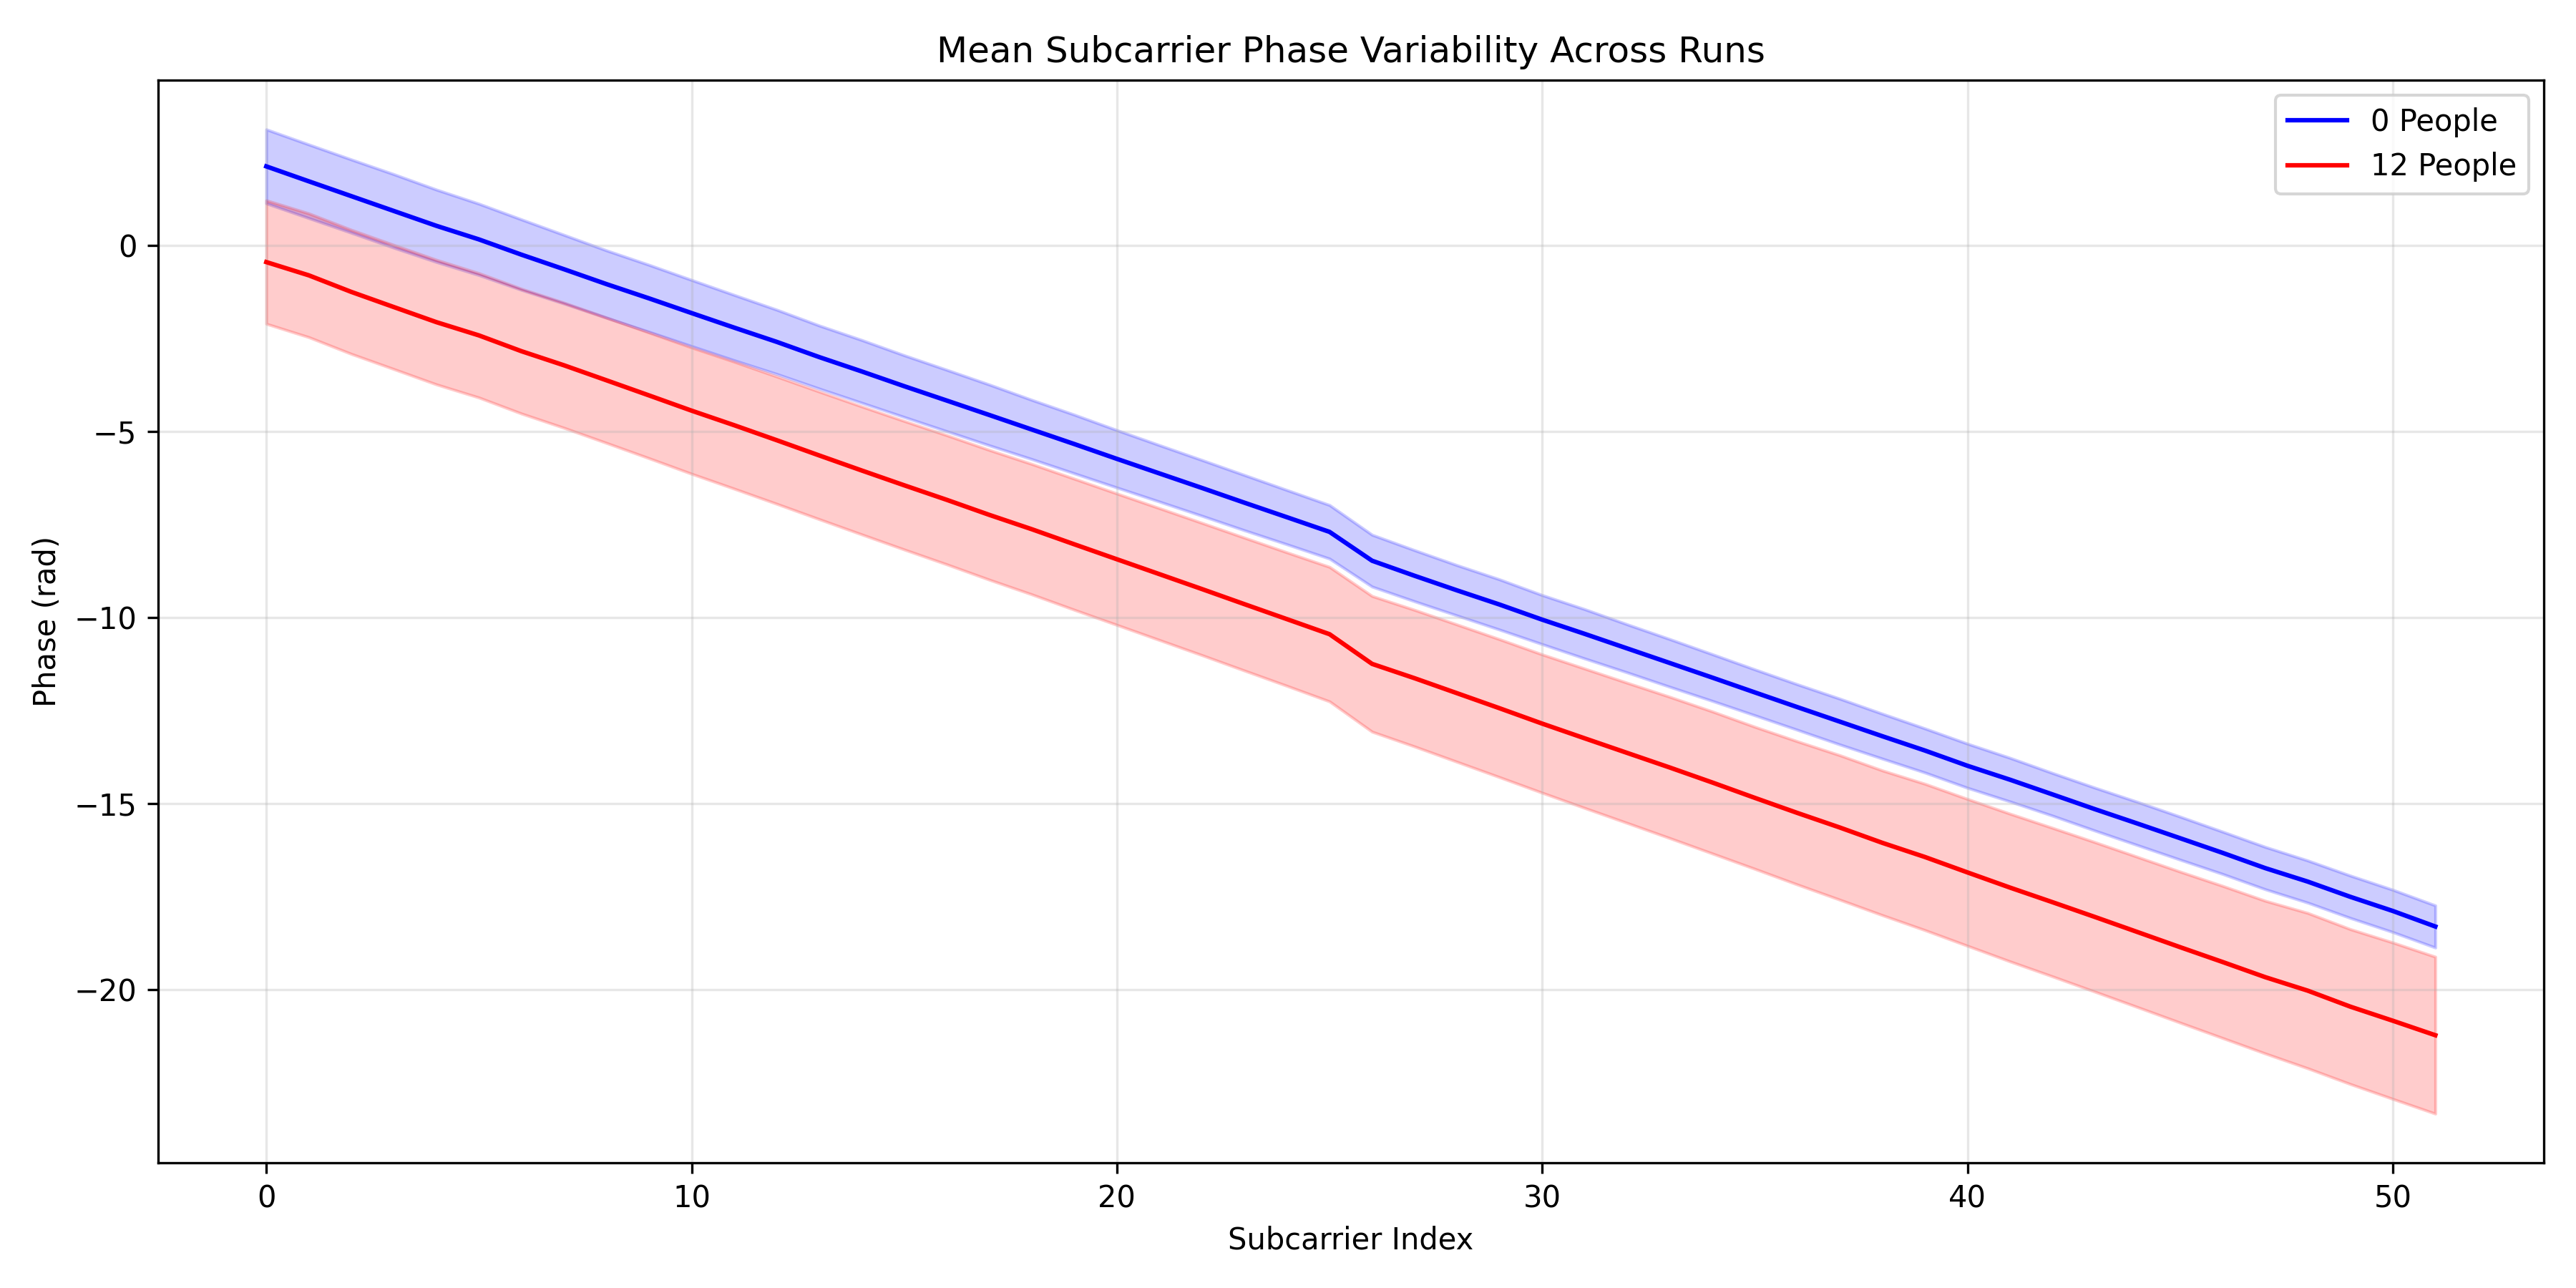 Mean Subcarrier Phase Variability Across Runs
0 People
12 People
Phase (rad)
0
−5
−10
−15
−20
0 10 20 30 40 50
Subcarrier Index